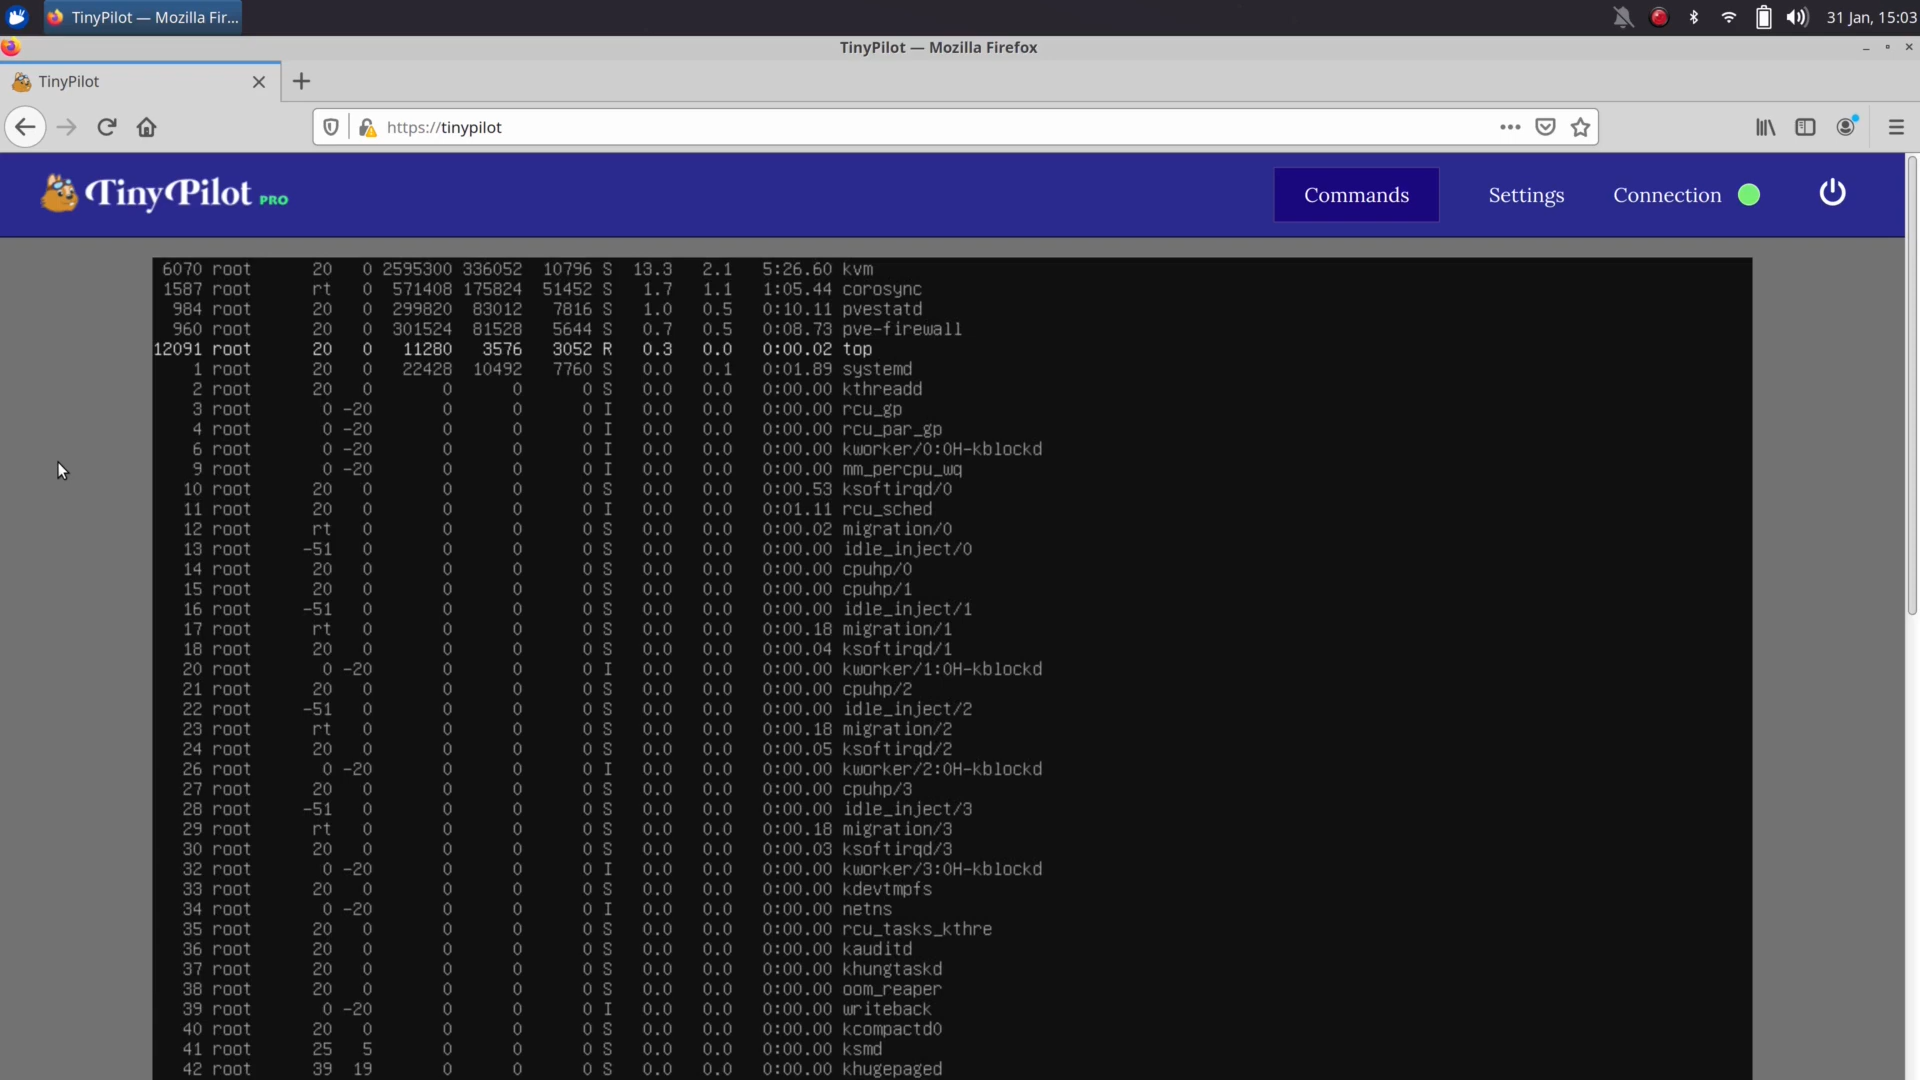 TinyPilot — Mozilla Fir...
31 Jan, 15:03
TinyPilot — Mozilla Firefox
TinyPilot
https://tinypilot
TinyPilot PRO
Commands
Settings
Connection
6070 root 20 0 2595300 336052 10796 S 13.3 2.1 5:26.60 kvm
1587 root rt 0 571408 175824 51452 S 1.7 1.1 1:05.44 corosync
984 root 20 0 299820 83012 7816 S 1.0 0.5 0:10.11 pvestatd
960 root 20 0 301524 81528 5644 S 0.7 0.5 0:08.73 pve-firewall
12091 root 20 0 11280 3576 3052 R 0.3 0.0 0:00.02 top
1 root 20 0 22428 10492 7760 S 0.0 0.1 0:01.89 systemd
2 root 20 0 0 0 0 S 0.0 0.0 0:00.00 kthreadd
3 root 0 -20 0 0 0 I 0.0 0.0 0:00.00 rcu_gp
4 root 0 -20 0 0 0 I 0.0 0.0 0:00.00 rcu_par_gp
6 root 0 -20 0 0 0 I 0.0 0.0 0:00.00 kworker/0:0H-kblockd
9 root 0 -20 0 0 0 I 0.0 0.0 0:00.00 mm_percpu_wq
10 root 20 0 0 0 0 S 0.0 0.0 0:00.53 ksoftirqd/0
11 root 20 0 0 0 0 I 0.0 0.0 0:01.11 rcu_sched
12 root rt 0 0 0 0 S 0.0 0.0 0:00.02 migration/0
13 root -51 0 0 0 0 S 0.0 0.0 0:00.00 idle_inject/0
14 root 20 0 0 0 0 S 0.0 0.0 0:00.00 cpuhp/0
15 root 20 0 0 0 0 S 0.0 0.0 0:00.00 cpuhp/1
16 root -51 0 0 0 0 S 0.0 0.0 0:00.00 idle_inject/1
17 root rt 0 0 0 0 S 0.0 0.0 0:00.18 migration/1
18 root 20 0 0 0 0 S 0.0 0.0 0:00.04 ksoftirqd/1
20 root 0 -20 0 0 0 I 0.0 0.0 0:00.00 kworker/1:0H-kblockd
21 root 20 0 0 0 0 S 0.0 0.0 0:00.00 cpuhp/2
22 root -51 0 0 0 0 S 0.0 0.0 0:00.00 idle_inject/2
23 root rt 0 0 0 0 S 0.0 0.0 0:00.18 migration/2
24 root 20 0 0 0 0 S 0.0 0.0 0:00.05 ksoftirqd/2
26 root 0 -20 0 0 0 I 0.0 0.0 0:00.00 kworker/2:0H-kblockd
27 root 20 0 0 0 0 S 0.0 0.0 0:00.00 cpuhp/3
28 root -51 0 0 0 0 S 0.0 0.0 0:00.00 idle_inject/3
29 root rt 0 0 0 0 S 0.0 0.0 0:00.18 migration/3
30 root 20 0 0 0 0 S 0.0 0.0 0:00.03 ksoftirqd/3
32 root 0 -20 0 0 0 I 0.0 0.0 0:00.00 kworker/3:0H-kblockd
33 root 20 0 0 0 0 S 0.0 0.0 0:00.00 kdevtmpfs
34 root 0 -20 0 0 0 I 0.0 0.0 0:00.00 netns
35 root 20 0 0 0 0 S 0.0 0.0 0:00.00 rcu_tasks_kthre
36 root 20 0 0 0 0 S 0.0 0.0 0:00.00 kauditd
37 root 20 0 0 0 0 S 0.0 0.0 0:00.00 khungtaskd
38 root 20 0 0 0 0 S 0.0 0.0 0:00.00 oom_reaper
39 root 0 -20 0 0 0 I 0.0 0.0 0:00.00 writeback
40 root 20 0 0 0 0 S 0.0 0.0 0:00.00 kcompactd0
41 root 25 5 0 0 0 S 0.0 0.0 0:00.00 ksmd
42 root 39 19 0 0 0 S 0.0 0.0 0:00.00 khugepaged